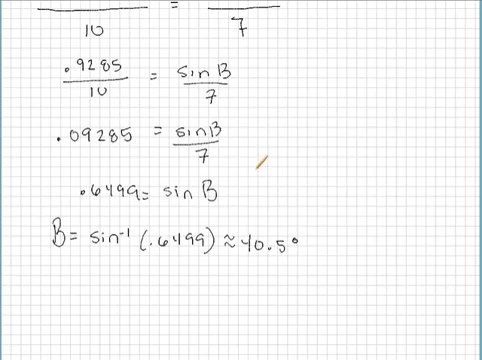 =
10 7
.9285/10 = sin B/7
.09285 = sin B/7
.6499 = sin B
B = sin⁻¹ (.6499) ≈ 40.5°